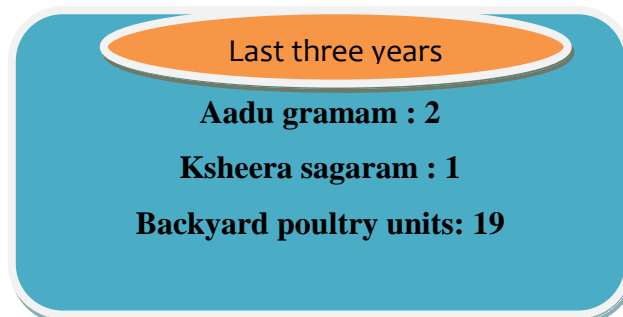 Last three years
Aadu gramam : 2
Ksheera sagaram : 1
Backyard poultry units: 19